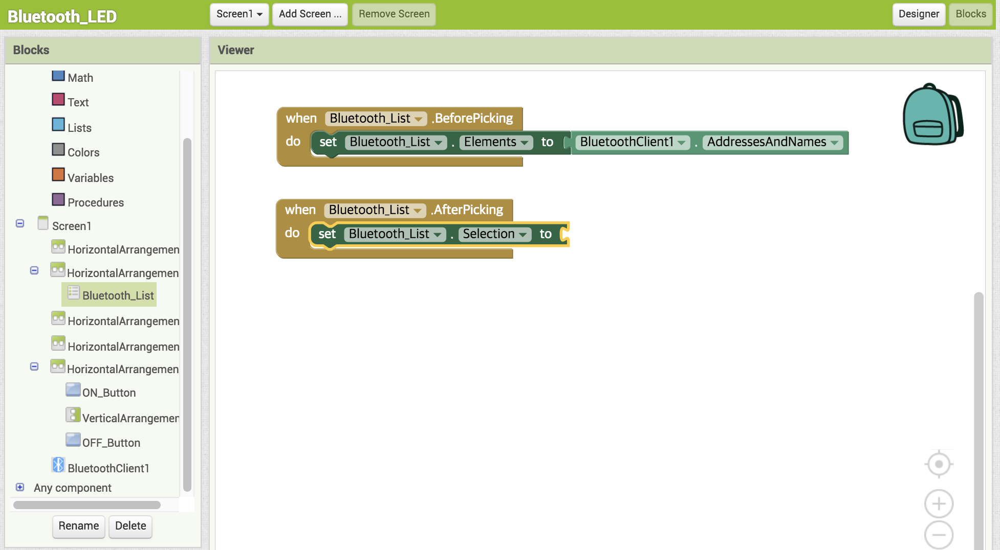 Bluetooth_LED
Screen1 Add Screen ... Remove Screen
Designer Blocks
Blocks
Math
Text
Lists
Colors
Variables
Procedures
Screen1
HorizontalArrangemen
HorizontalArrangemen
Bluetooth_List
HorizontalArrangemen
HorizontalArrangemen
HorizontalArrangemen
ON_Button
VerticalArrangemen
OFF_Button
BluetoothClient1
Any component
Rename Delete
Viewer
when Bluetooth_List .BeforePicking
do set Bluetooth_List . Elements to BluetoothClient1 . AddressesAndNames
when Bluetooth_List .AfterPicking
do set Bluetooth_List . Selection to